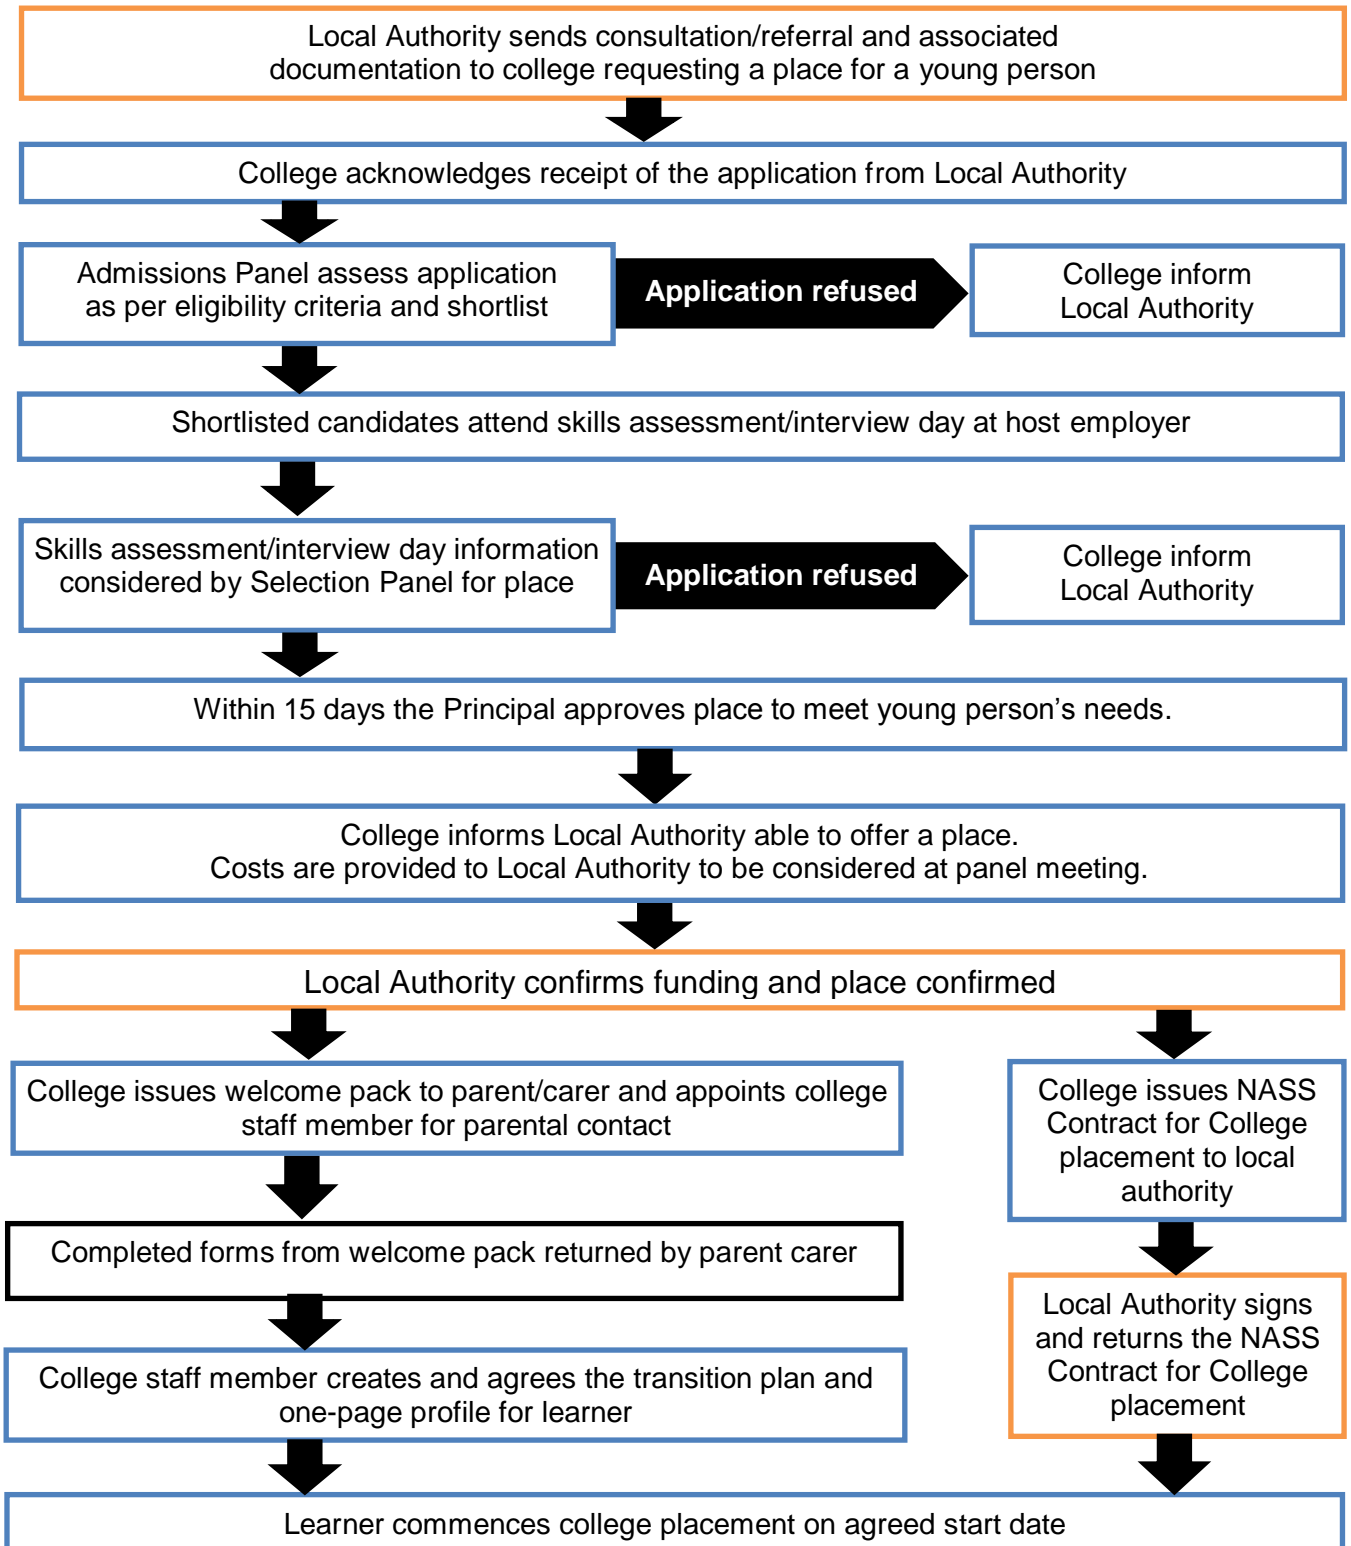 Local Authority sends consultation/referral and associated
documentation to college requesting a place for a young person
College acknowledges receipt of the application from Local Authority
Admissions Panel assess application
as per eligibility criteria and shortlist
Application refused
College inform
Local Authority
Shortlisted candidates attend skills assessment/interview day at host employer
Skills assessment/interview day information
considered by Selection Panel for place
Application refused
College inform
Local Authority
Within 15 days the Principal approves place to meet young person’s needs.
College informs Local Authority able to offer a place.
Costs are provided to Local Authority to be considered at panel meeting.
Local Authority confirms funding and place confirmed
College issues welcome pack to parent/carer and appoints college
staff member for parental contact
Completed forms from welcome pack returned by parent carer
College staff member creates and agrees the transition plan and
one-page profile for learner
College issues NASS
Contract for College
placement to local
authority
Local Authority signs
and returns the NASS
Contract for College
placement
Learner commences college placement on agreed start date